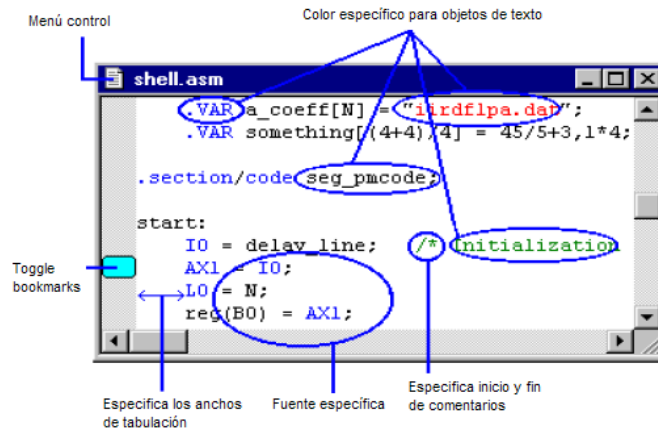 Color específico para objetos de texto
Menú control
shell.asm
.VAR a_coeff[N] = "iirdflpa.dat";
.VAR something[(4+4)/4] = 45/5+3,1*4;
.section/code seg_pmcode;
start:
I0 = delay_line; /* Initialization
AX1 = I0;
L0 = N;
reg(B0) = AX1;
Toggle
bookmarks
Especifica los anchos
de tabulación
Fuente específica
Especifica inicio y fin
de comentarios